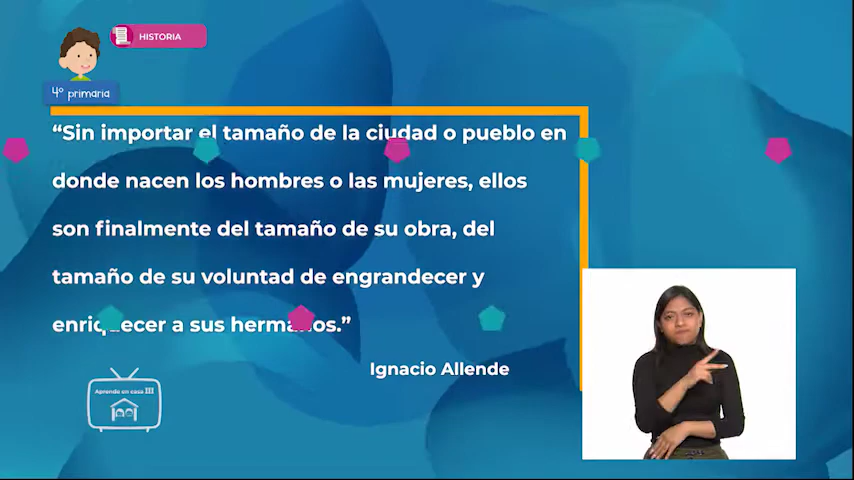 HISTORIA
4º primaria
“Sin importar el tamaño de la ciudad o pueblo en
donde nacen los hombres o las mujeres, ellos
son finalmente del tamaño de su obra, del
tamaño de su voluntad de engrandecer y
enriquecer a sus hermanos.”
Ignacio Allende
Aprende en casa III